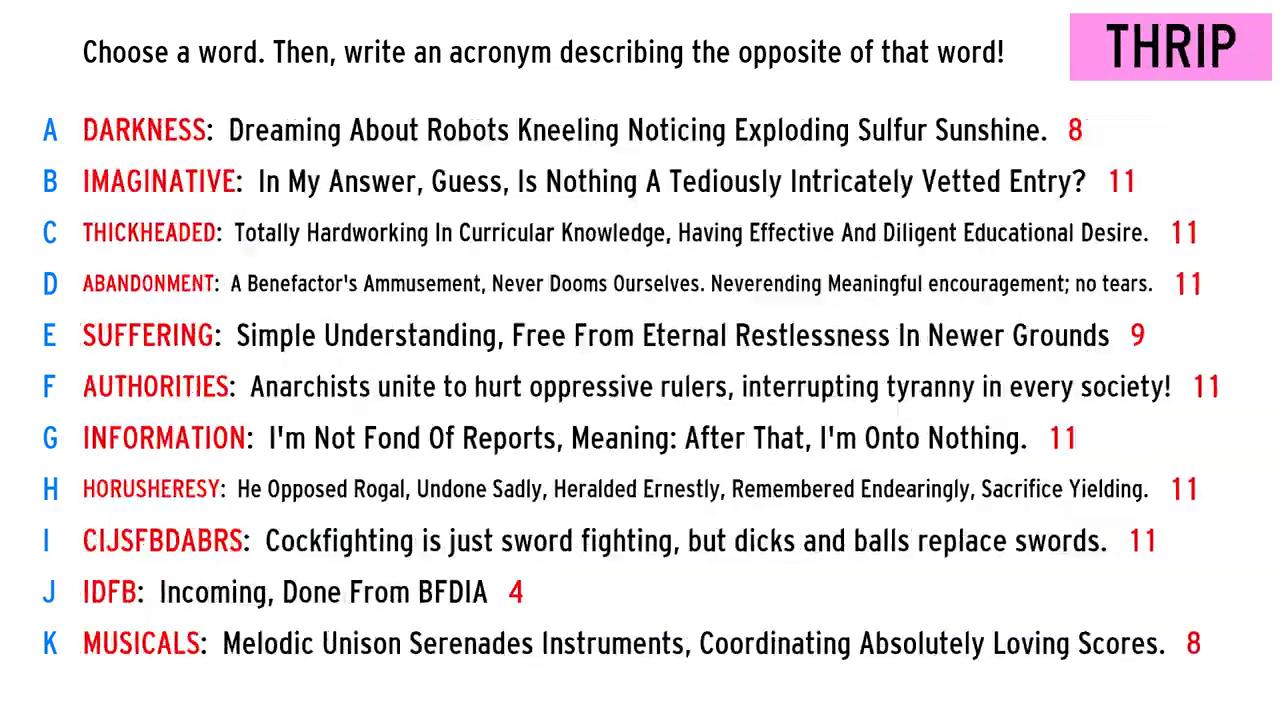 Choose a word. Then, write an acronym describing the opposite of that word!
THRIP
A DARKNESS: Dreaming About Robots Kneeling Noticing Exploding Sulfur Sunshine. 8
B IMAGINATIVE: In My Answer, Guess, Is Nothing A Tediously Intricately Vetted Entry? 11
C THICKHEADED: Totally Hardworking In Curricular Knowledge, Having Effective And Diligent Educational Desire. 11
D ABANDONMENT: A Benefactor's Ammusement, Never Dooms Ourselves. Neverending Meaningful encouragement; no tears. 11
E SUFFERING: Simple Understanding, Free From Eternal Restlessness In Newer Grounds 9
F AUTHORITIES: Anarchists unite to hurt oppressive rulers, interrupting tyranny in every society! 11
G INFORMATION: I'm Not Fond Of Reports, Meaning: After That, I'm Onto Nothing. 11
H HORUSHERESY: He Opposed Rogal, Undone Sadly, Heralded Ernestly, Remembered Endearingly, Sacrifice Yielding. 11
I CIJSFBDABRS: Cockfighting is just sword fighting, but dicks and balls replace swords. 11
J IDFB: Incoming, Done From BFDIA 4
K MUSICALS: Melodic Unison Serenades Instruments, Coordinating Absolutely Loving Scores. 8